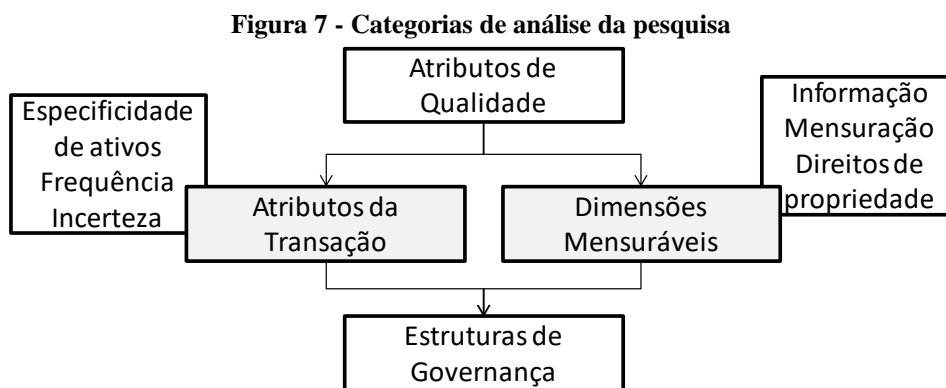 Figura 7 - Categorias de análise da pesquisa
Atributos de
Qualidade
Especificidade
de ativos
Frequência
Incerteza
Informação
Mensuração
Direitos de
propriedade
Atributos da
Transação
Dimensões
Mensuráveis
Estruturas de
Governança